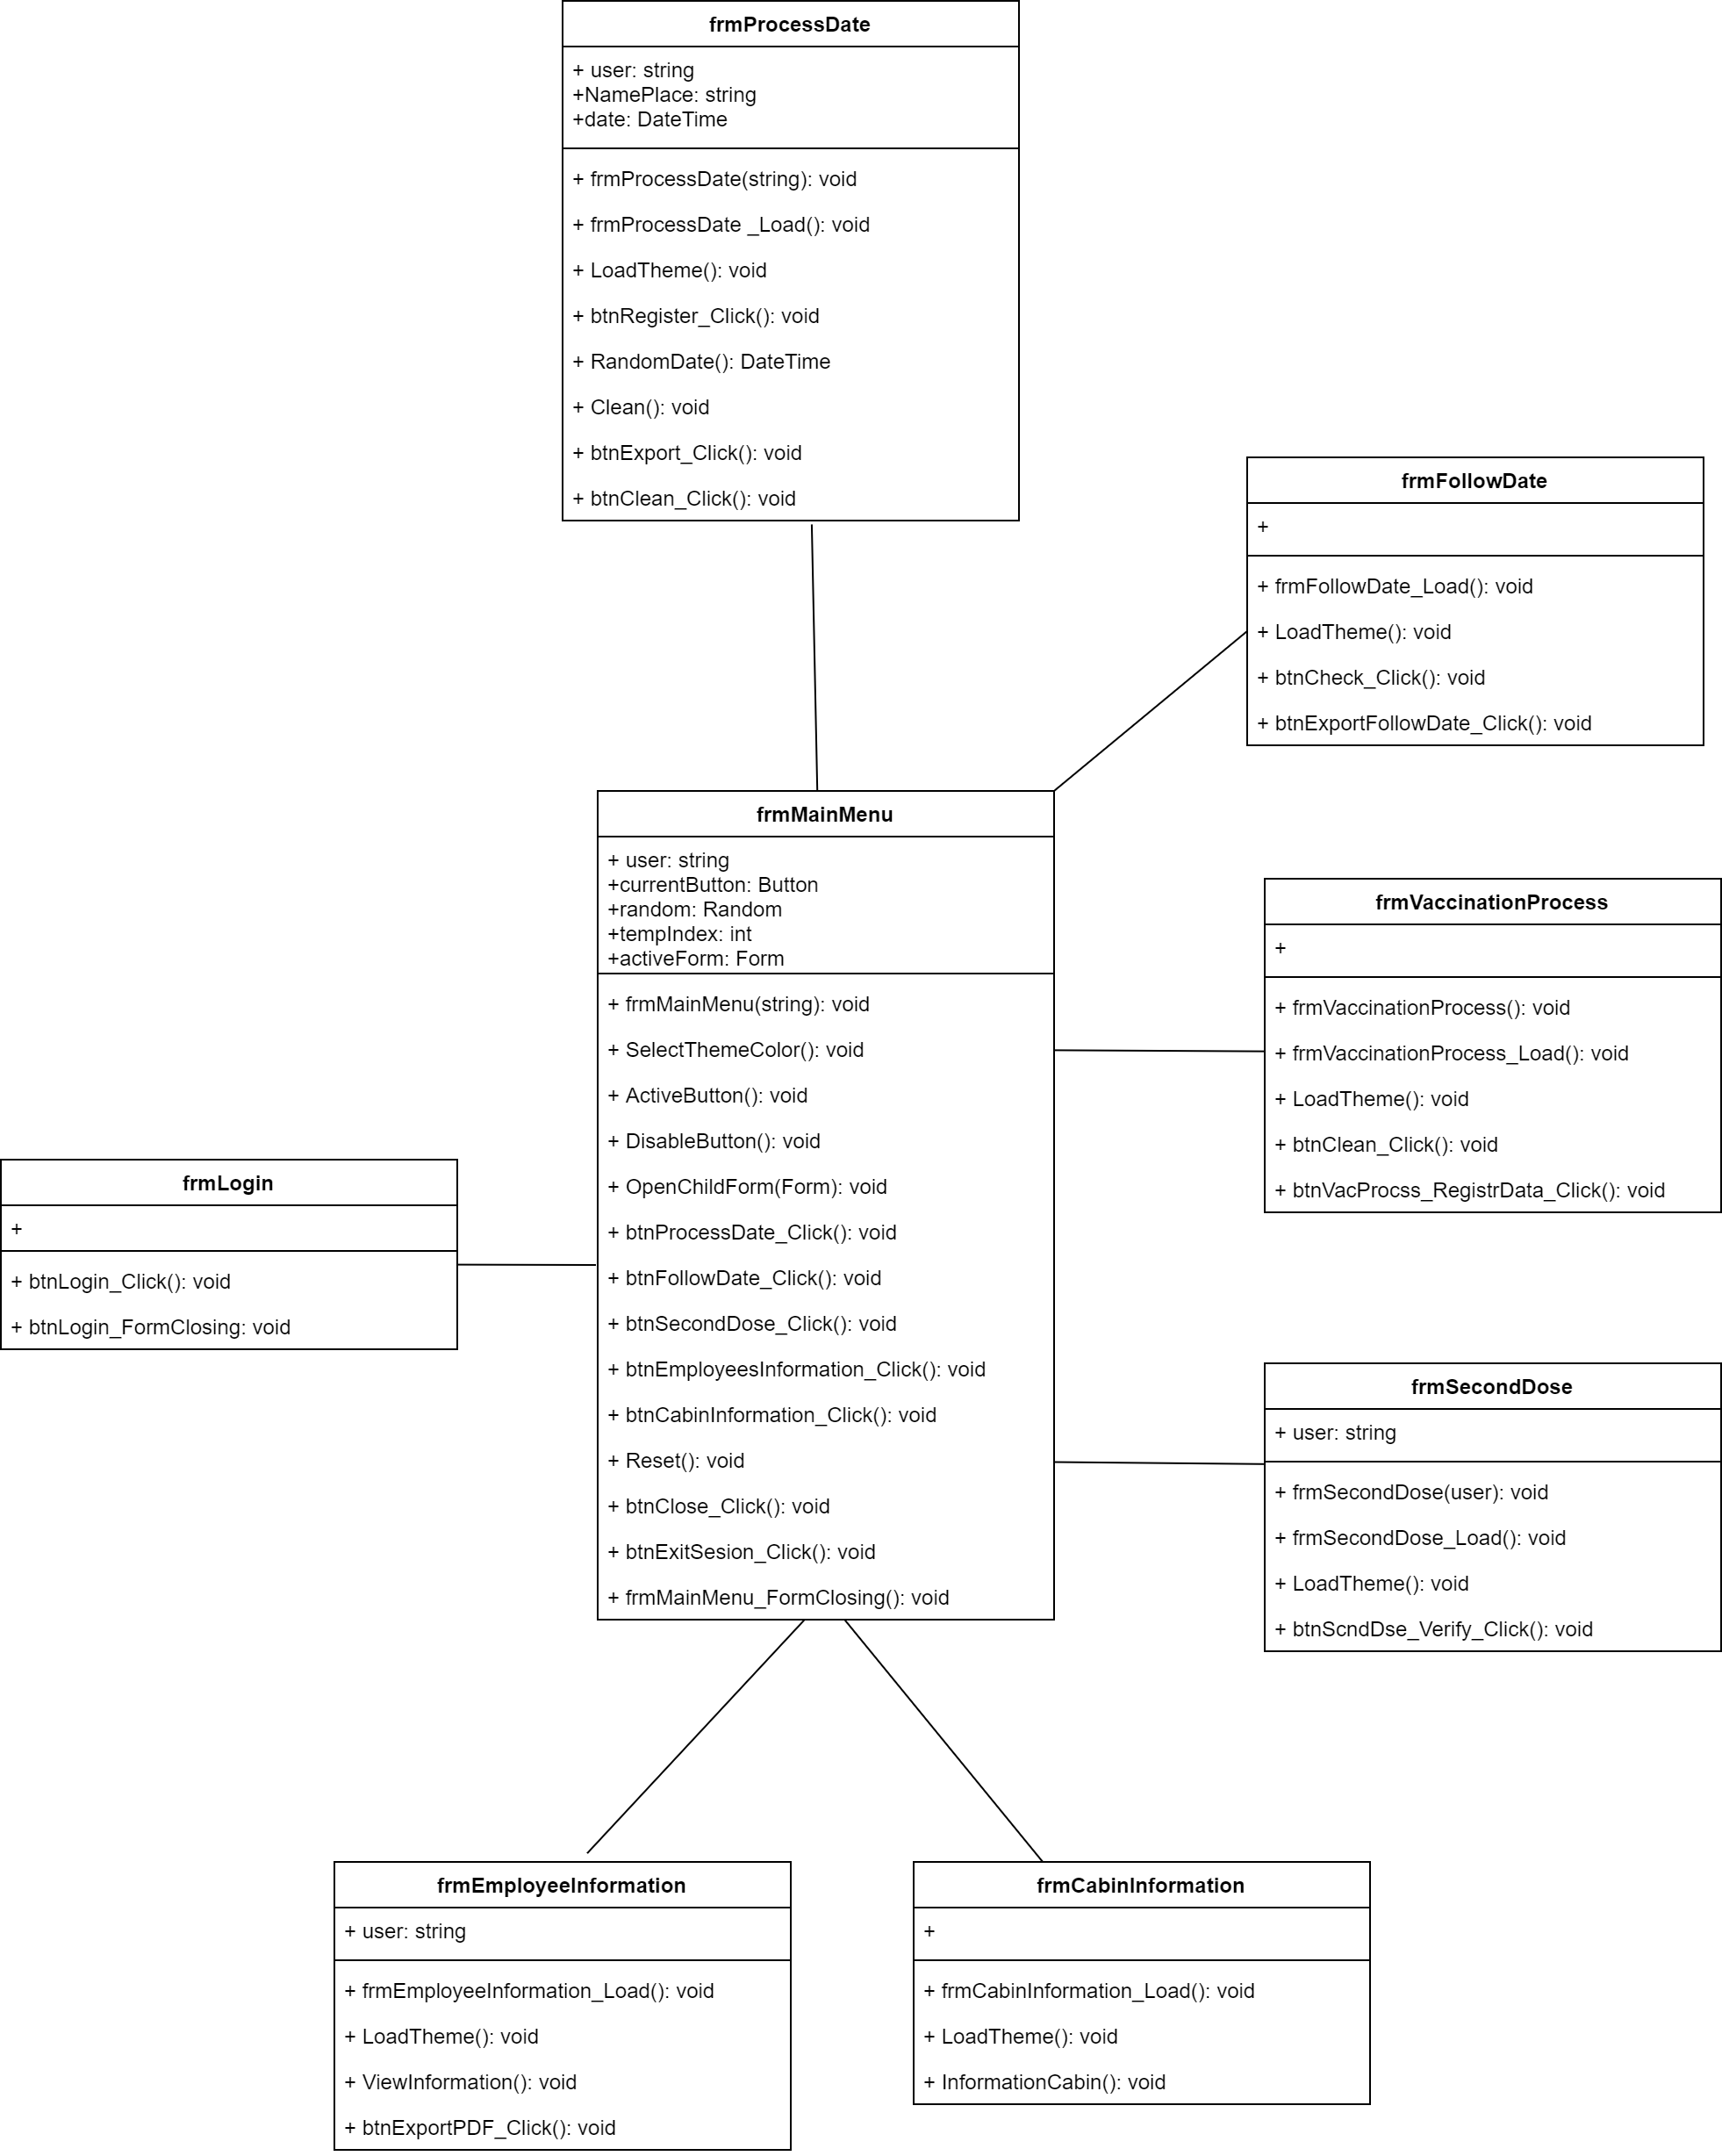 frmProcessDate
+ user: string
+NamePlace: string
+date: DateTime
+ frmProcessDate(string): void
+ frmProcessDate _Load(): void
+ LoadTheme(): void
+ btnRegister_Click(): void
+ RandomDate(): DateTime
+ Clean(): void
+ btnExport_Click(): void
+ btnClean_Click(): void
frmFollowDate
+
+ frmFollowDate_Load(): void
+ LoadTheme(): void
+ btnCheck_Click(): void
+ btnExportFollowDate_Click(): void
frmMainMenu
+ user: string
+currentButton: Button
+random: Random
+tempIndex: int
+activeForm: Form
+ frmMainMenu(string): void
+ SelectThemeColor(): void
+ ActiveButton(): void
+ DisableButton(): void
+ OpenChildForm(Form): void
+ btnProcessDate_Click(): void
+ btnFollowDate_Click(): void
+ btnSecondDose_Click(): void
+ btnEmployeesInformation_Click(): void
+ btnCabinInformation_Click(): void
+ Reset(): void
+ btnClose_Click(): void
+ btnExitSesion_Click(): void
+ frmMainMenu_FormClosing(): void
frmVaccinationProcess
+
+ frmVaccinationProcess(): void
+ frmVaccinationProcess_Load(): void
+ LoadTheme(): void
+ btnClean_Click(): void
+ btnVacProcss_RegistrData_Click(): void
frmLogin
+
+ btnLogin_Click(): void
+ btnLogin_FormClosing: void
frmSecondDose
+ user: string
+ frmSecondDose(user): void
+ frmSecondDose_Load(): void
+ LoadTheme(): void
+ btnScndDse_Verify_Click(): void
frmEmployeeInformation
+ user: string
+ frmEmployeeInformation_Load(): void
+ LoadTheme(): void
+ ViewInformation(): void
+ btnExportPDF_Click(): void
frmCabinInformation
+
+ frmCabinInformation_Load(): void
+ LoadTheme(): void
+ InformationCabin(): void